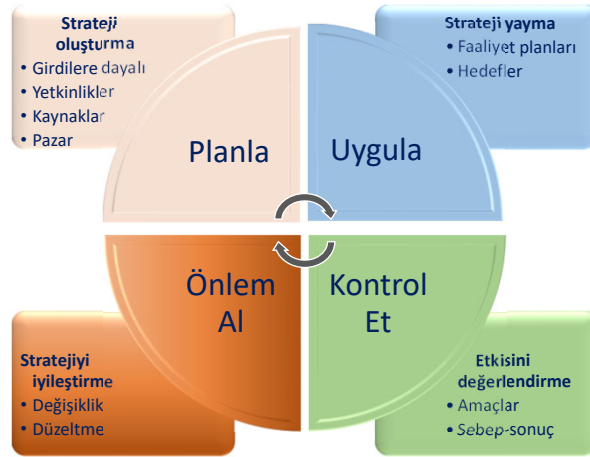 Strateji
oluşturma
• Girdilere dayalı
• Yetkinlikler
• Kaynaklar
• Pazar
Planla
Strateji yayma
• Faaliyet planları
• Hedefler
Uygula
Önlem
Al
Stratejiyi
iyileştirme
• Değişiklik
• Düzeltme
Kontrol
Et
Etkisini
değerlendirme
• Amaçlar
• Sebep-sonuç